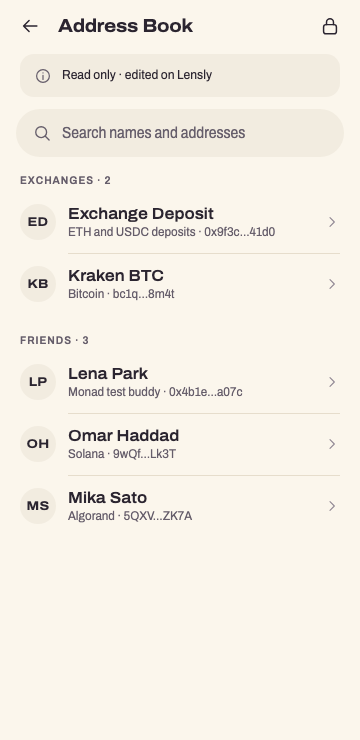 Address Book
Read only · edited on Lensly
Search names and addresses
EXCHANGES · 2
ED
Exchange Deposit
ETH and USDC deposits · 0x9f3c...41d0
KB
Kraken BTC
Bitcoin · bc1q...8m4t
FRIENDS · 3
LP
Lena Park
Monad test buddy · 0x4b1e...a07c
OH
Omar Haddad
Solana · 9wQf...Lk3T
MS
Mika Sato
Algorand · 5QXV...ZK7A